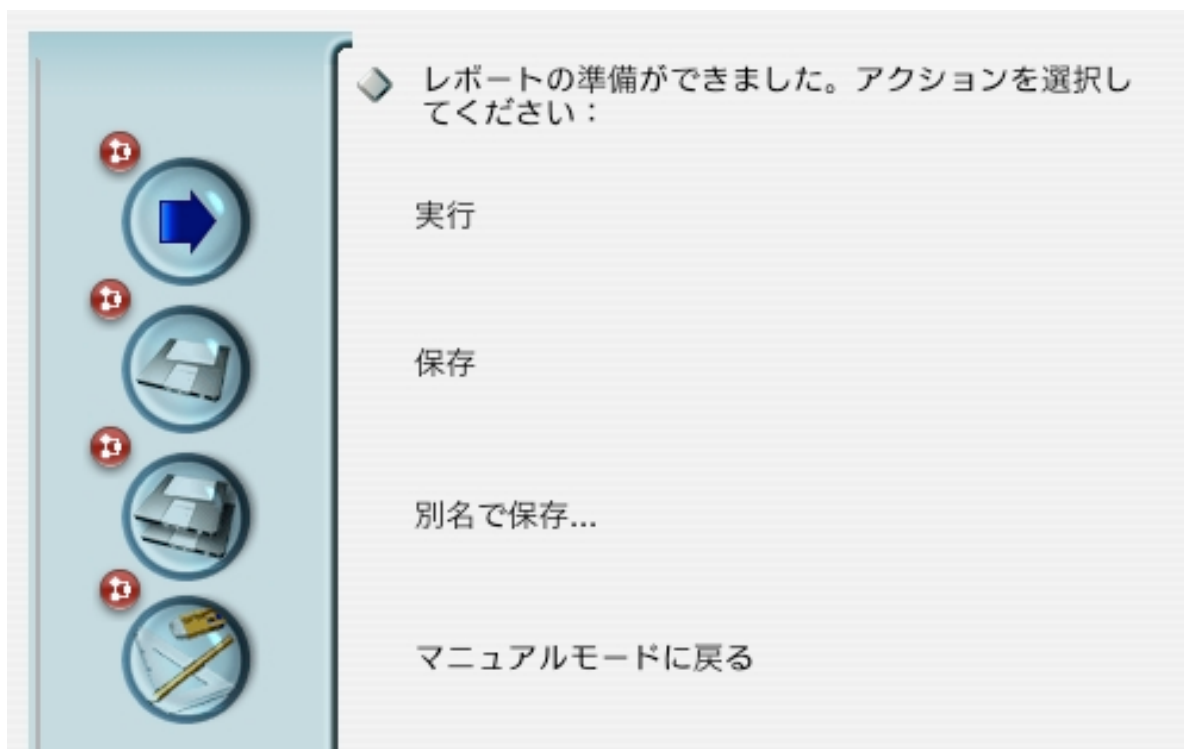 レポートの準備ができました。アクションを選択し
てください：
実行
保存
別名で保存...
マニュアルモードに戻る